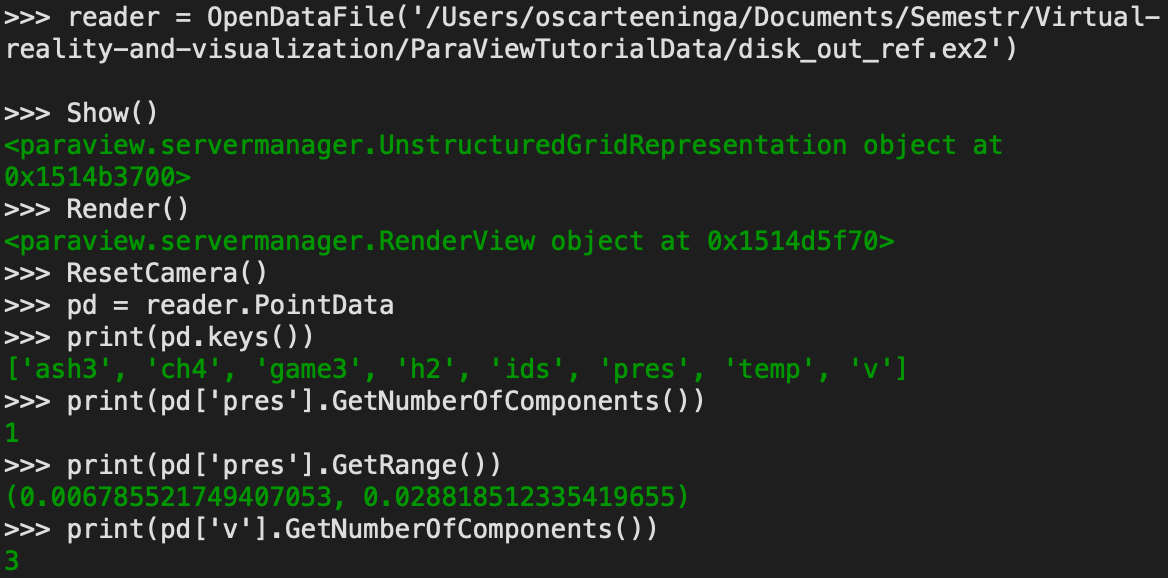 >>> reader = OpenDataFile('/Users/oscarteeninga/Documents/Semestr/Virtual-
reality-and-visualization/ParaViewTutorialData/disk_out_ref.ex2')
>>> Show()
<paraview.servermanager.UnstructuredGridRepresentation object at
0x1514b3700>
>>> Render()
<paraview.servermanager.RenderView object at 0x1514d5f70>
>>> ResetCamera()
>>> pd = reader.PointData
>>> print(pd.keys())
['ash3', 'ch4', 'game3', 'h2', 'ids', 'pres', 'temp', 'v']
>>> print(pd['pres'].GetNumberOfComponents())
1
>>> print(pd['pres'].GetRange())
(0.006785521749407053, 0.028818512335419655)
>>> print(pd['v'].GetNumberOfComponents())
3